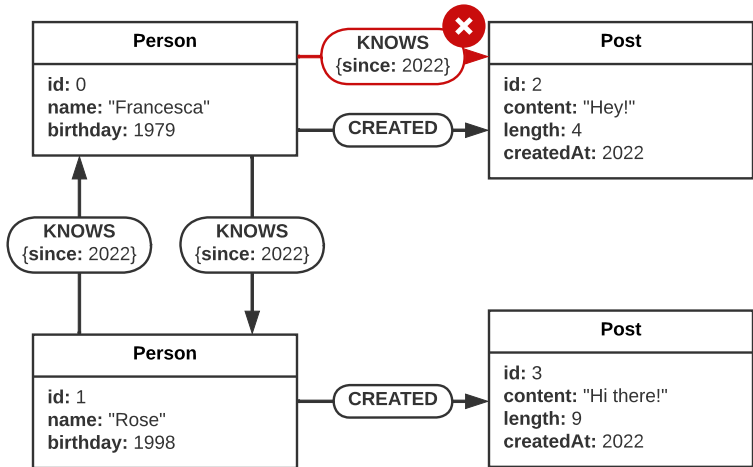 Person
id: 0
name: "Francesca"
birthday: 1979
KNOWS
{since: 2022}
CREATED
Post
id: 2
content: "Hey!"
length: 4
createdAt: 2022
KNOWS
{since: 2022}
KNOWS
{since: 2022}
Person
id: 1
name: "Rose"
birthday: 1998
CREATED
Post
id: 3
content: "Hi there!"
length: 9
createdAt: 2022